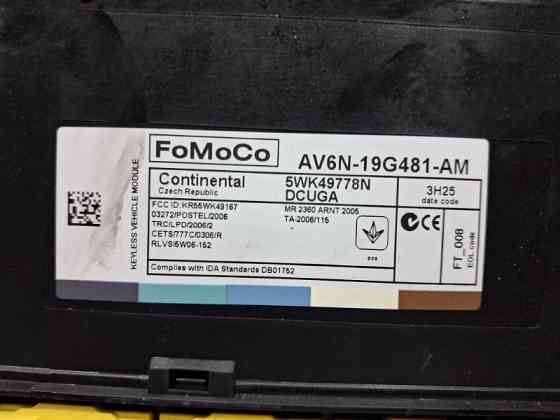 FoMoCo
AV6N-19G481-AM
KEYLESS VEHICLE MODULE
Continental
Czech Republic
5WK49778N
DCUGA
3H25
date code
FCC ID:KR55WK49167
03272/POSTEL/2006
TRC/LPD/2006/2
CETS/777C/0306/R
RLVSI5W06-152
MR 2360 ARNT 2005
TA-2006/115
CE
FT_008
EOL code
Complies with IDA Standards DB01752